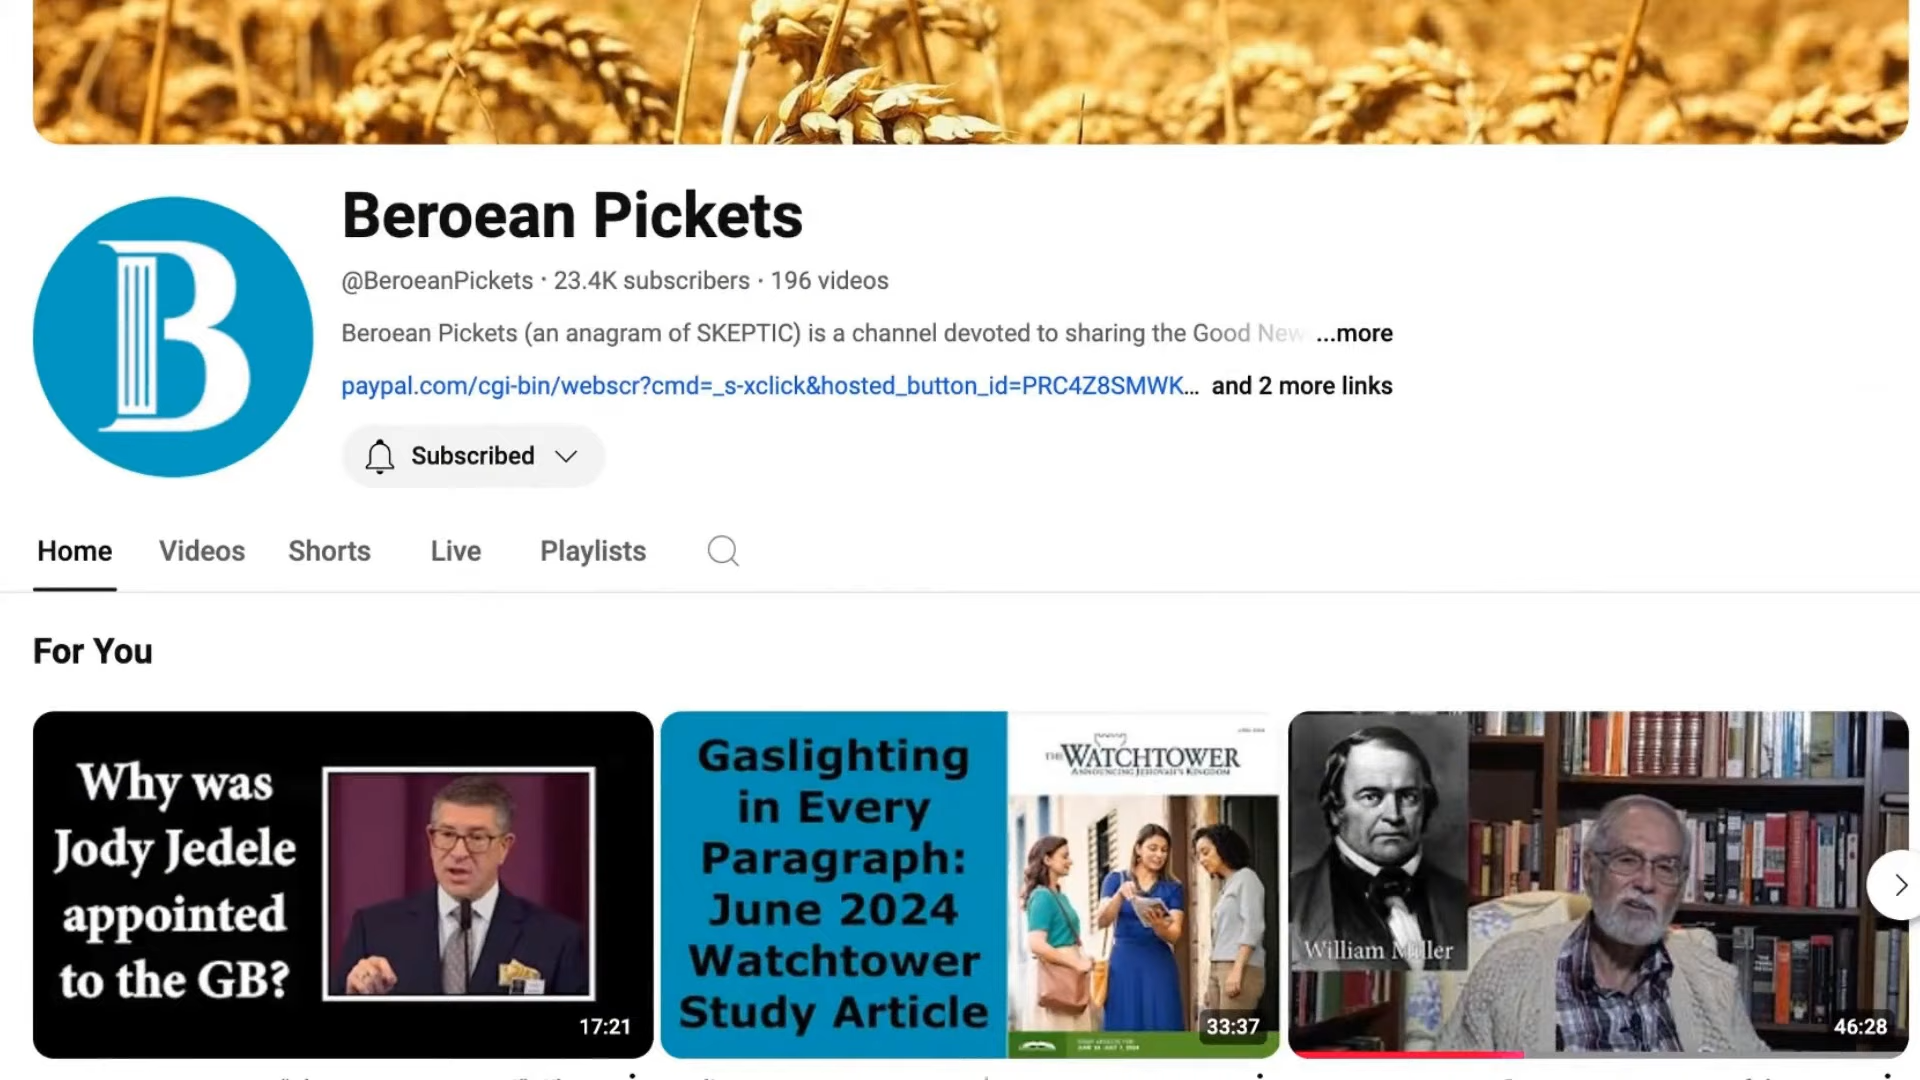 B
Beroean Pickets
@BeroeanPickets · 23.4K subscribers · 196 videos
Beroean Pickets (an anagram of SKEPTIC) is a channel devoted to sharing the Good New ...more
paypal.com/cgi-bin/webscr?cmd=_s-xclick&hosted_button_id=PRC4Z8SMWK... and 2 more links
Subscribed
Home Videos Shorts Live Playlists
For You
Why was
Jody Jedele
appointed
to the GB?
17:21
Gaslighting
in Every
Paragraph:
June 2024
Watchtower
Study Article
THE WATCHTOWER
ANNOUNCING JEHOVAH'S KINGDOM
33:37
William Miller
46:28